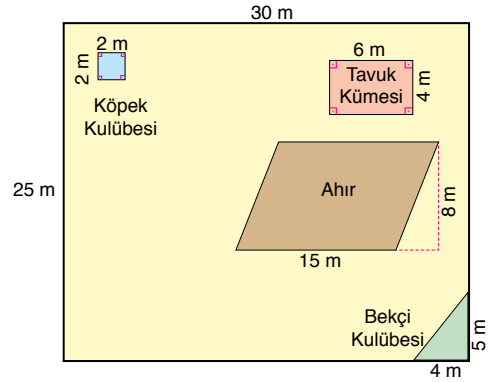 30 m
2 m
2 m
Köpek
Kulübesi
6 m
Tavuk
Kümesi
4 m
25 m
Ahır
8 m
15 m
Bekçi
Kulübesi
5 m
4 m